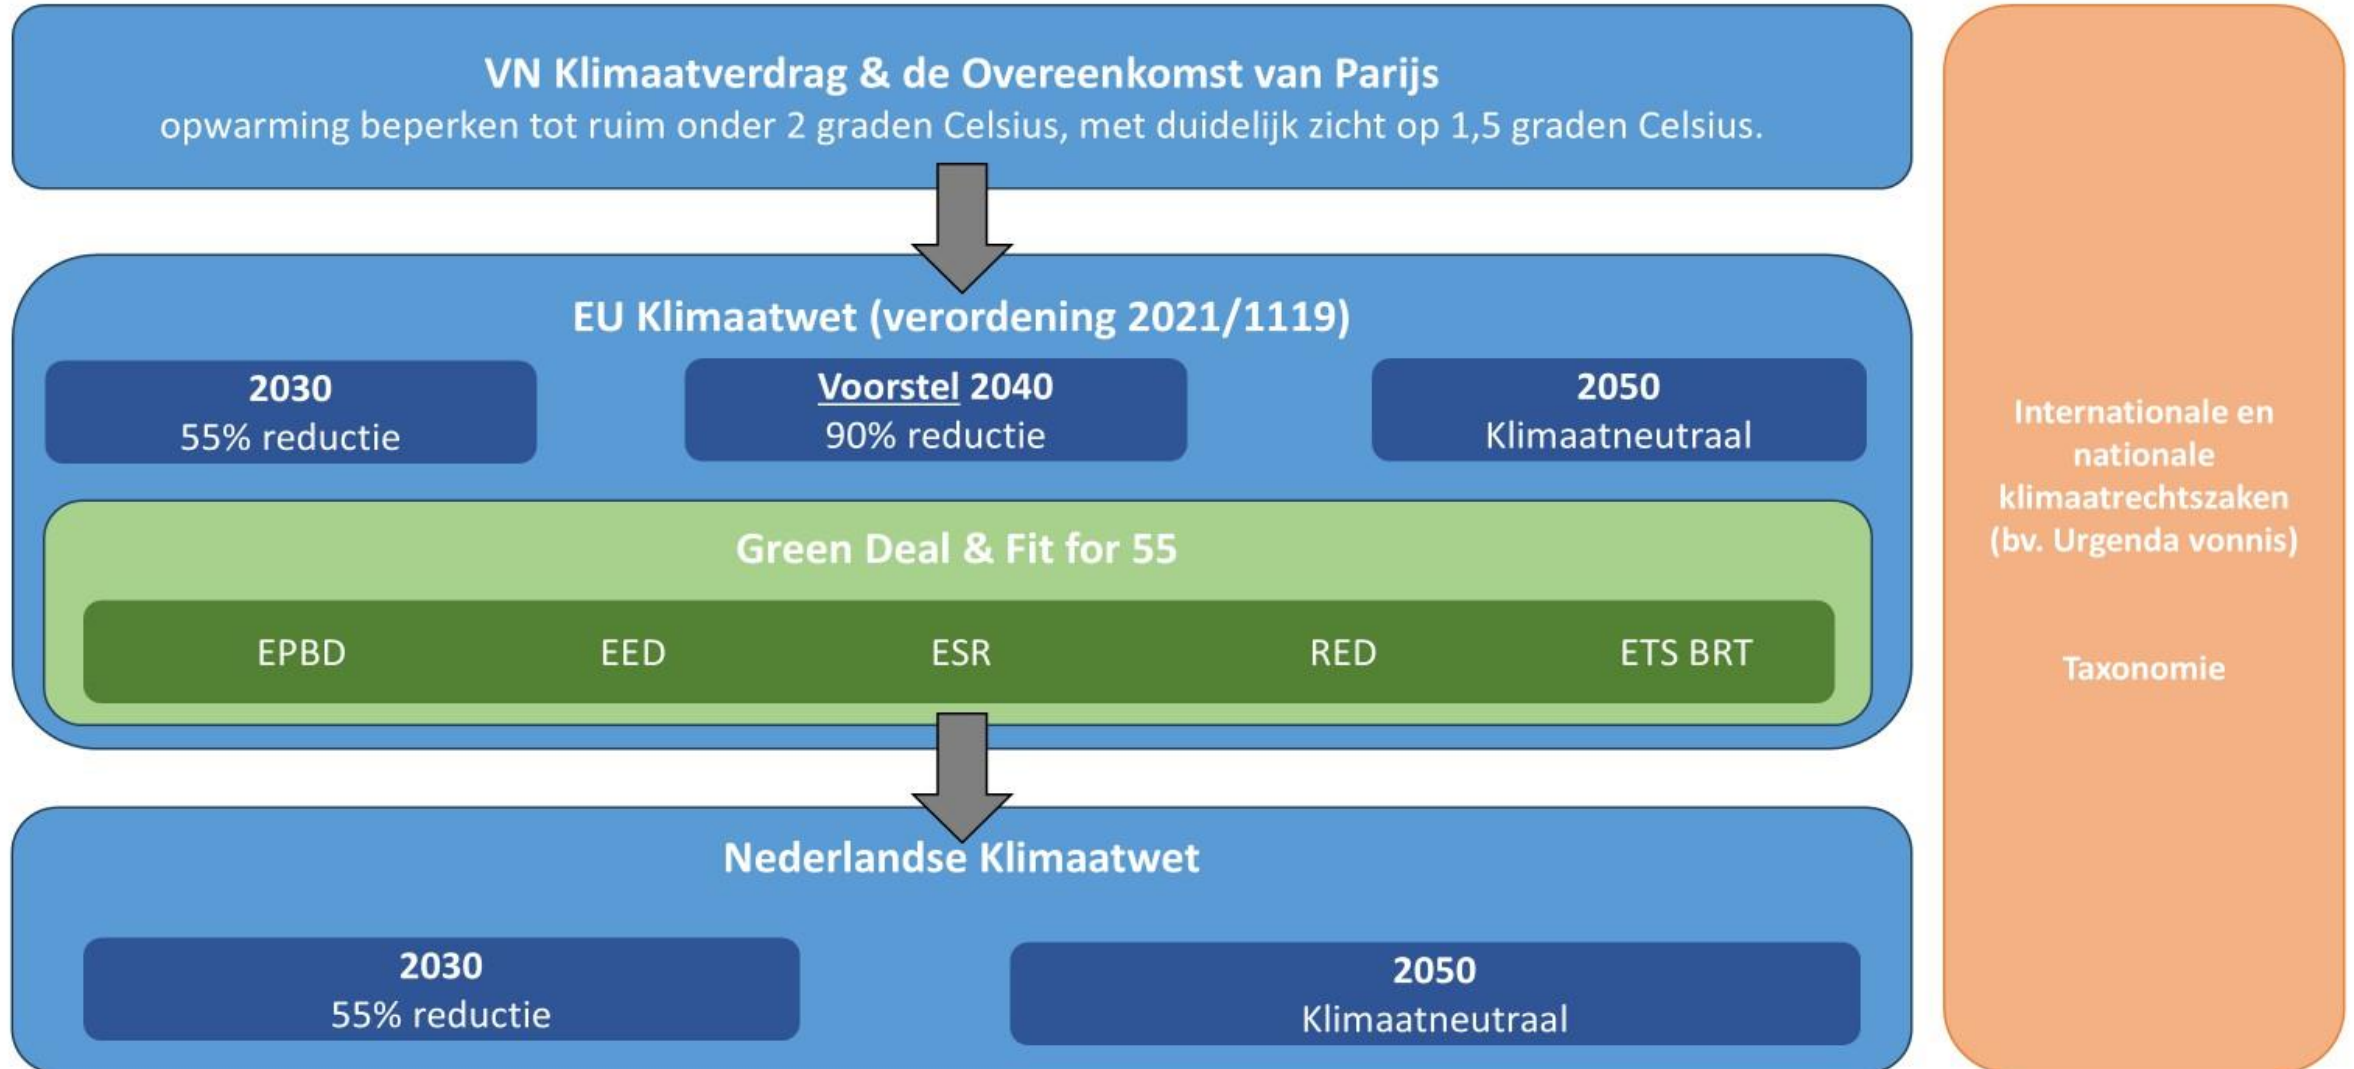 VN Klimaatverdrag & de Overeenkomst van Parijs
opwarming beperken tot ruim onder 2 graden Celsius, met duidelijk zicht op 1,5 graden Celsius.
EU Klimaatwet (verordening 2021/1119)
2030
55% reductie
Voorstel 2040
90% reductie
2050
Klimaatneutraal
Green Deal & Fit for 55
EPBD EED ESR RED ETS BRT
Nederlandse Klimaatwet
2030
55% reductie
2050
Klimaatneutraal
Internationale en
nationale
klimaatrechtszaken
(bv. Urgenda vonnis)
Taxonomie